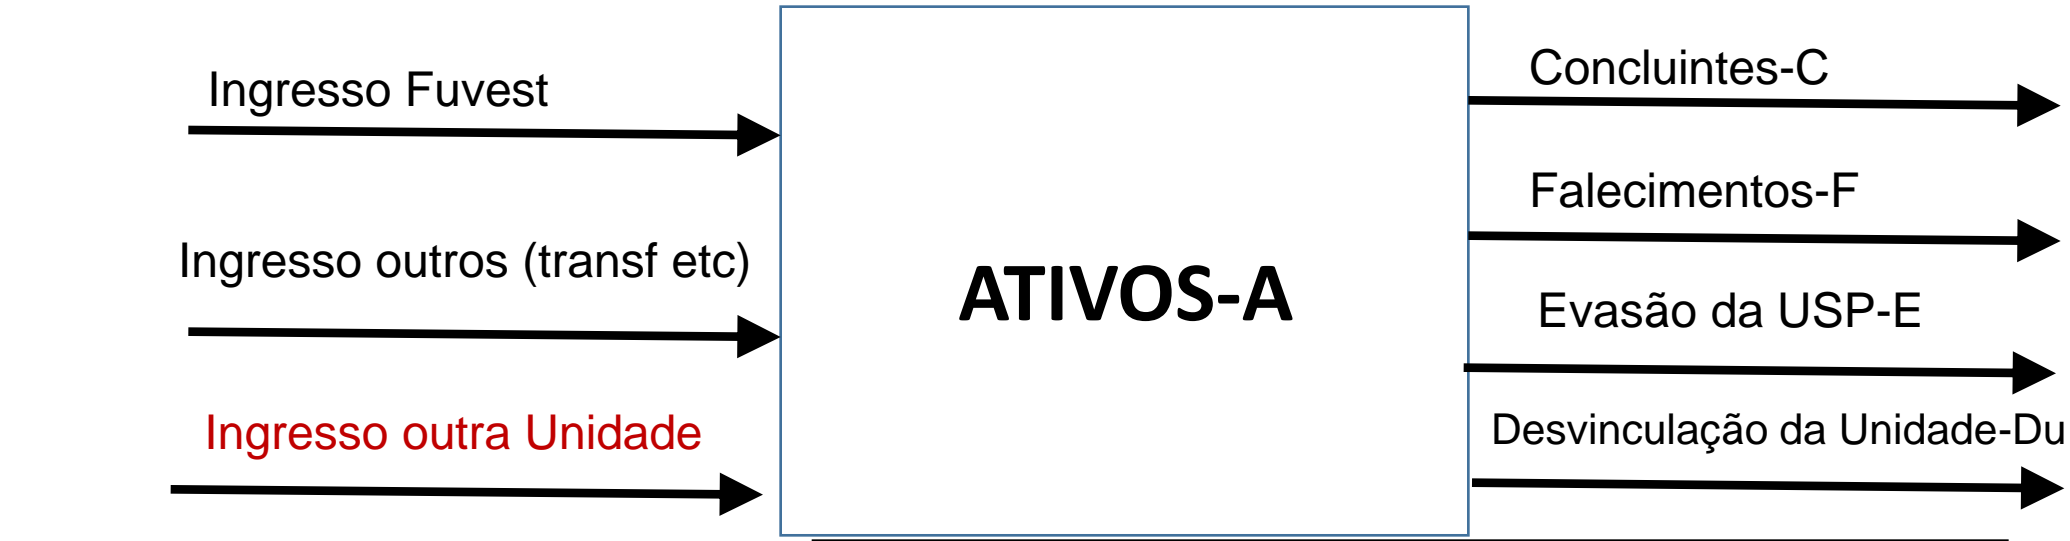 Ingresso Fuvest
Ingresso outros (transf etc)
Ingresso outra Unidade
ATIVOS-A
Concluintes-C
Falecimentos-F
Evasão da USP-E
Desvinculação da Unidade-Du